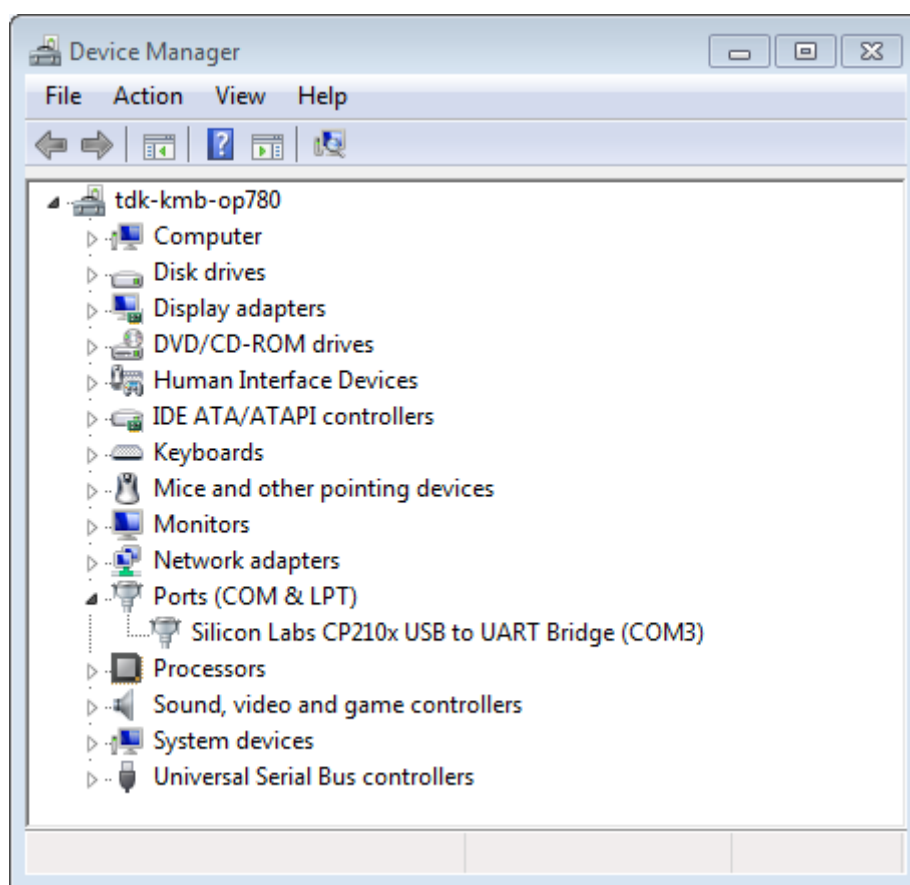 Device Manager
File Action View Help
?
tdk-kmb-op780
Computer
Disk drives
Display adapters
DVD/CD-ROM drives
Human Interface Devices
IDE ATA/ATAPI controllers
Keyboards
Mice and other pointing devices
Monitors
Network adapters
Ports (COM & LPT)
Silicon Labs CP210x USB to UART Bridge (COM3)
Processors
Sound, video and game controllers
System devices
Universal Serial Bus controllers